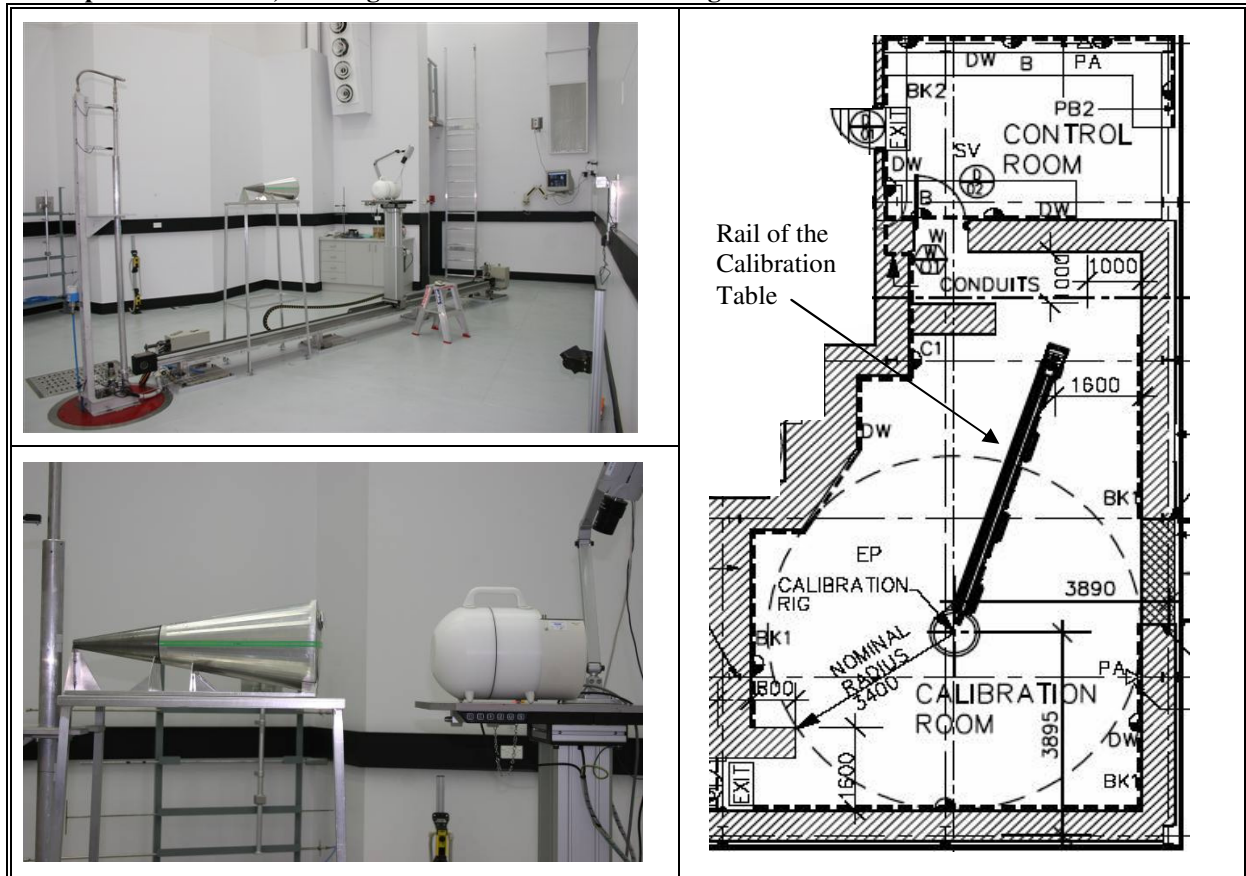 DW B PA
BK2
PB2
CONTROL
ROOM
EXIT
DW
SV
D
02
B
DW
W
W
01
CONDUITS
1000
1000
Rail of the
Calibration
Table
C1
1600
DW
BK1
EP
CALIBRATION
RIG
3890
BK1
NOMINAL
RADIUS
3400
PA
800
CALIBRATION
ROOM
3895
DW
1600
EXIT
BK1